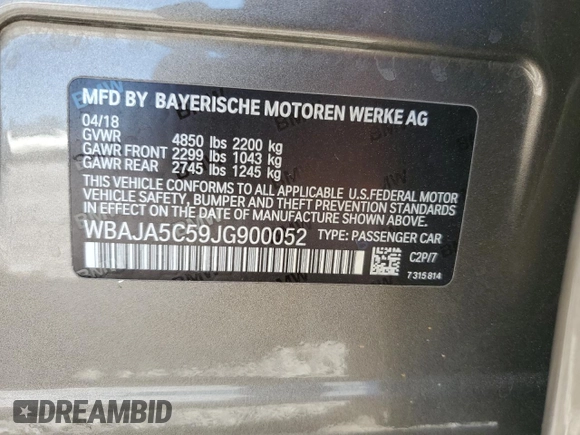 MFD BY BAYERISCHE MOTOREN WERKE AG
04/18
GVWR 4850 lbs 2200 kg
GAWR FRONT 2299 lbs 1043 kg
GAWR REAR 2745 lbs 1245 kg
THIS VEHICLE CONFORMS TO ALL APPLICABLE U.S.FEDERAL MOTOR
VEHICLE SAFETY, BUMPER AND THEFT PREVENTION STANDARDS
IN EFFECT ON THE DATE OF MANUFACTURE SHOWN ABOVE.
WBAJA5C59JG900052 TYPE: PASSENGER CAR
C2P/7
7315814
DREAMBID